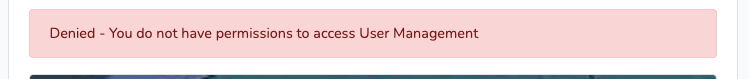 Denied - You do not have permissions to access User Management